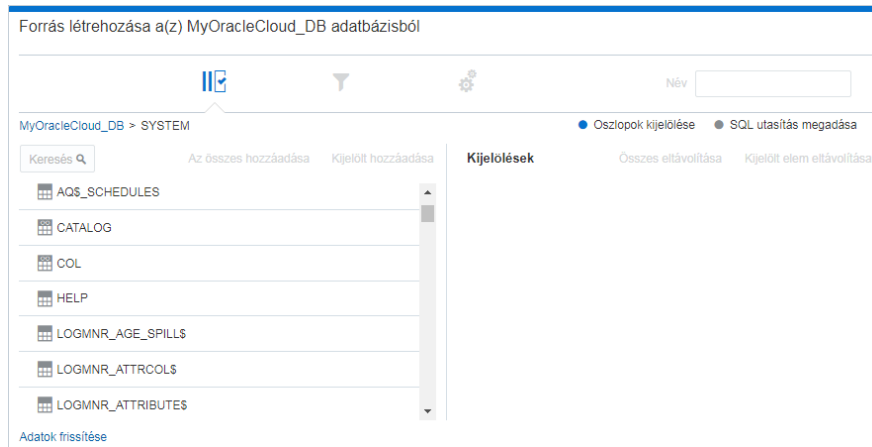 Forrás létrehozása a(z) MyOracleCloud_DB adatbázisból
Név
MyOracleCloud_DB > SYSTEM
Oszlopok kijelölése
SQL utasítás megadása
Keresés
Az összes hozzáadása
Kijelölt hozzáadása
Kijelölések
Összes eltávolítása
Kijelölt elem eltávolítása
AQ$_SCHEDULES
CATALOG
COL
HELP
LOGMNR_AGE_SPILL$
LOGMNR_ATTRCOL$
LOGMNR_ATTRIBUTE$
Adatok frissítése